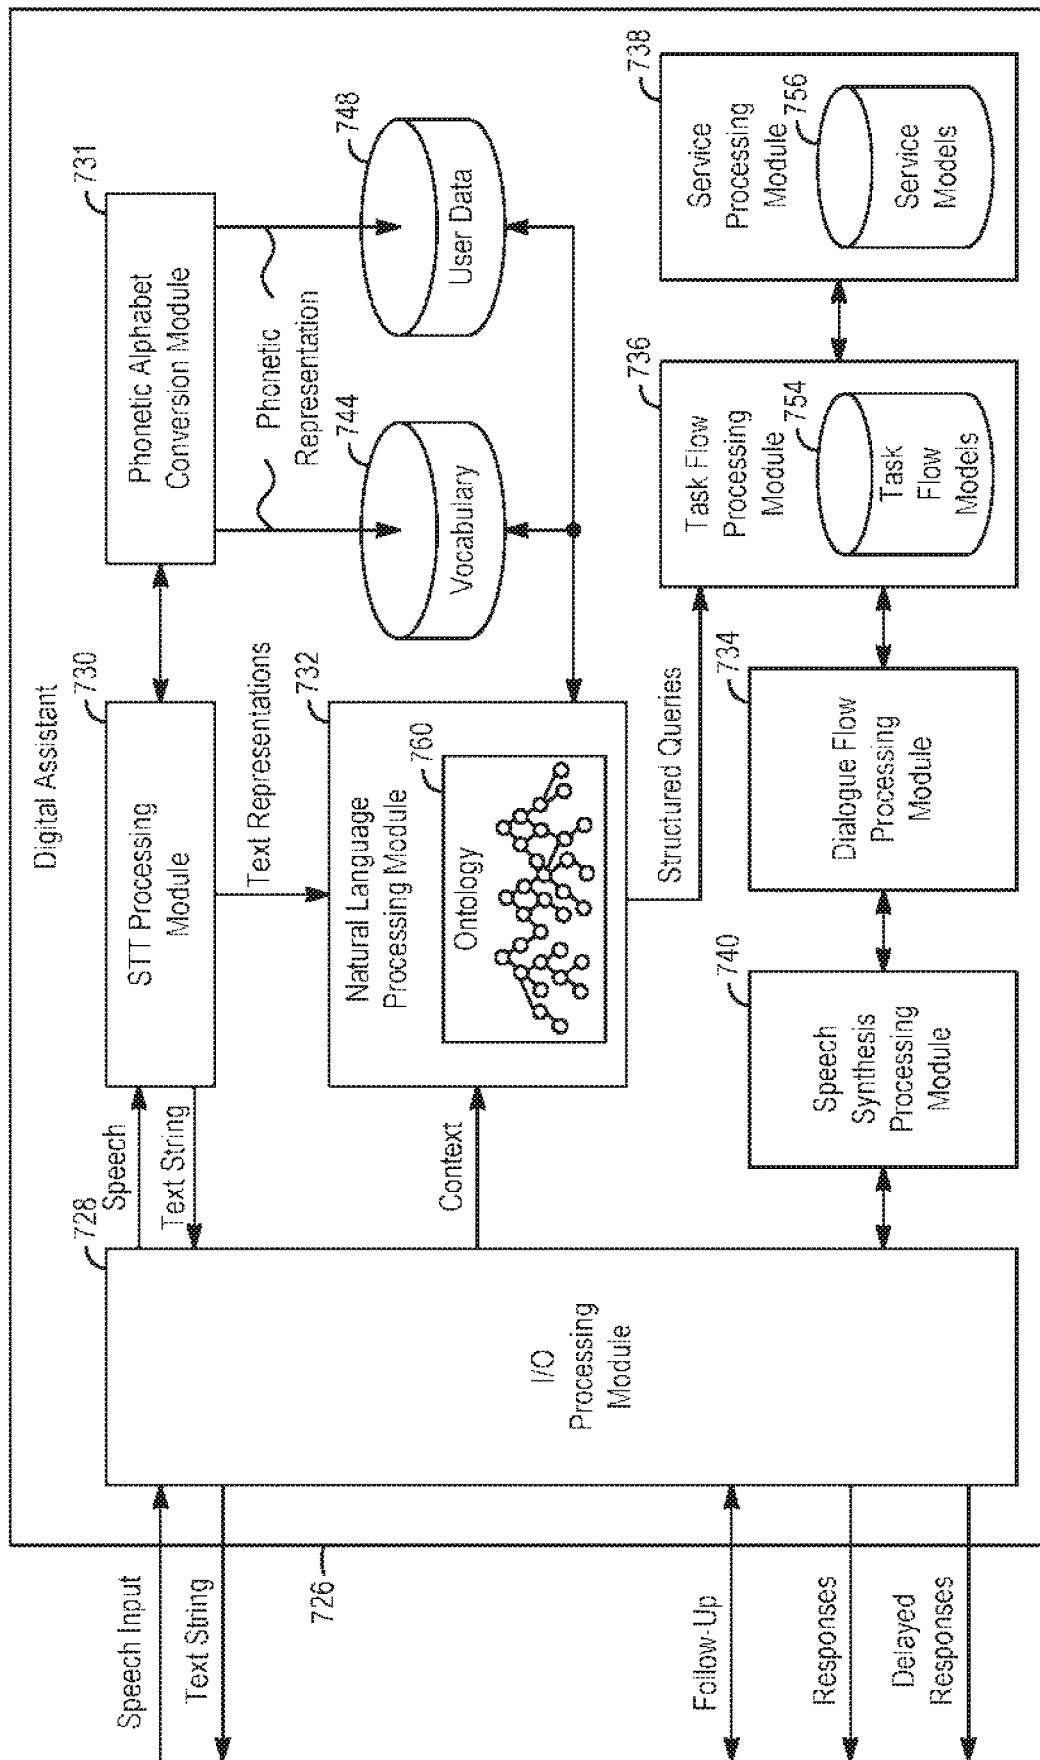 Digital Assistant
Speech Input
Text String
726
Follow-Up
Responses
Delayed
Responses
728
I/O
Processing
Module
Speech
Text String
Context
730
STT Processing
Module
Text Representations
731
Phonetic Alphabet
Conversion Module
Phonetic
Representation
732
Natural Language
Processing Module
760
Ontology
744
Vocabulary
748
User Data
Structured Queries
740
Speech
Synthesis
Processing
Module
734
Dialogue Flow
Processing
Module
736
Task Flow
Processing
Module
754
Task
Flow
Models
738
Service
Processing
Module
756
Service
Models